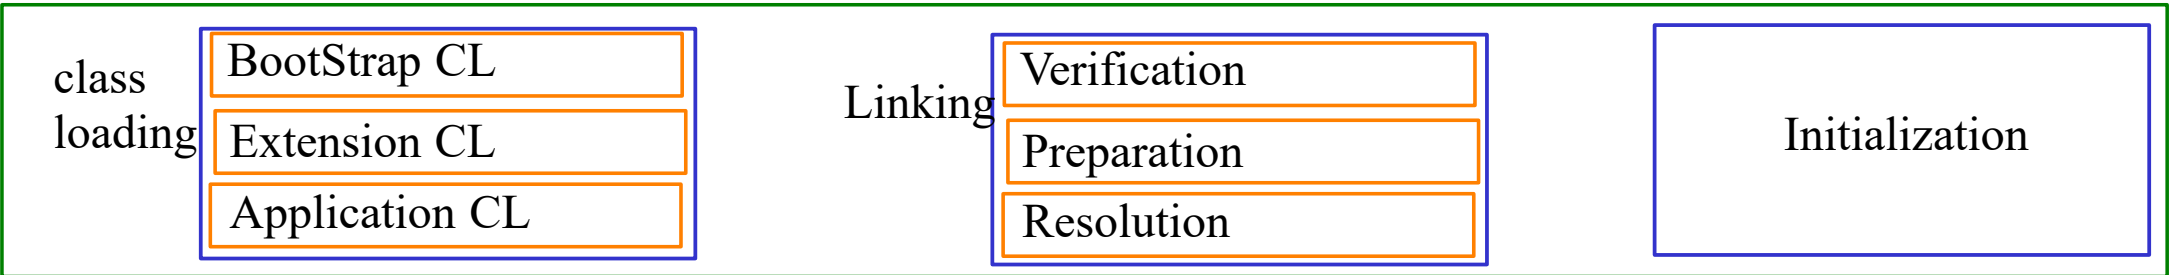 class
loading
BootStrap CL
Extension CL
Application CL
Linking
Verification
Preparation
Resolution
Initialization